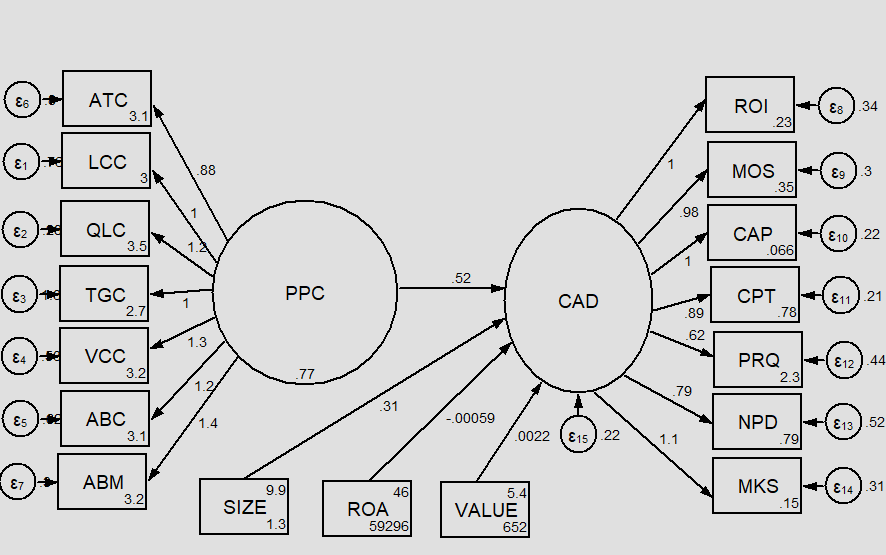 ε6
ATC
3.1
.88
ε1
LCC
3
1
ε2
QLC
3.5
1.2
ε3
TGC
2.7
1
ε4
VCC
3.2
1.3
ε5
ABC
3.1
1.2
ε7
ABM
3.2
1.4
PPC
.77
.52
CAD
ε15
.22
.31
-.00059
.0022
9.9
SIZE
1.3
46
ROA
59296
5.4
VALUE
652
1
ROI
.23
ε8
.34
.98
MOS
.35
ε9
.3
1
CAP
.066
ε10
.22
.89
CPT
.78
ε11
.21
.62
PRQ
2.3
ε12
.44
.79
NPD
.79
ε13
.52
1.1
MKS
.15
ε14
.31